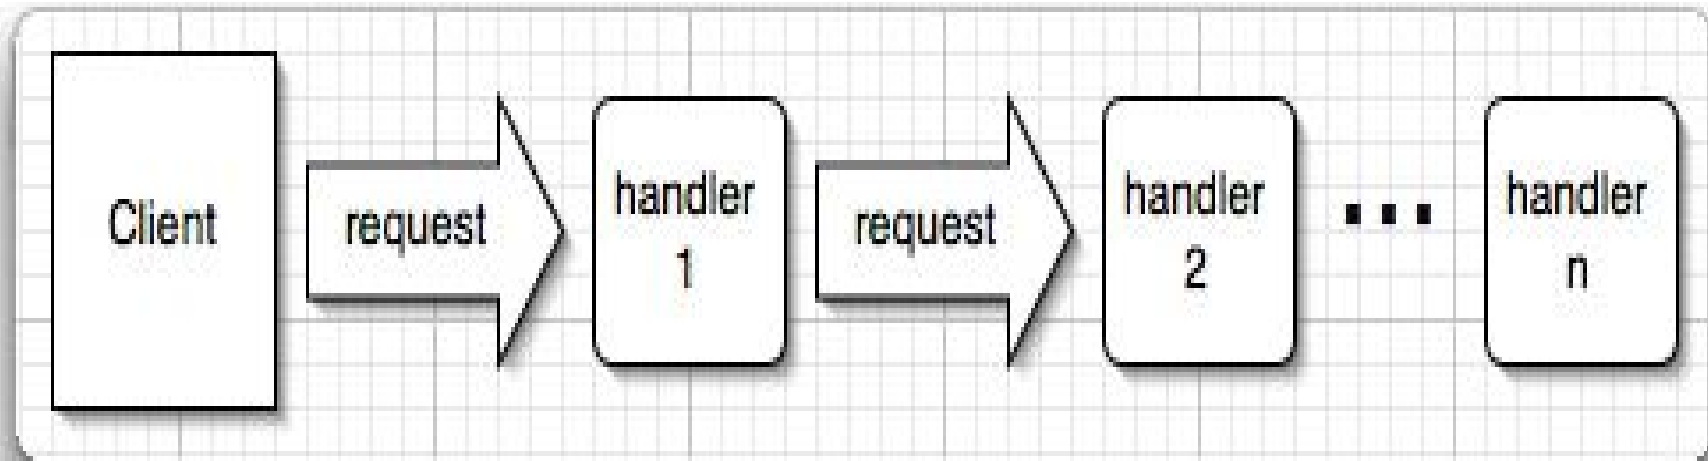 Client
request
handler
1
request
handler
2
...
handler
n